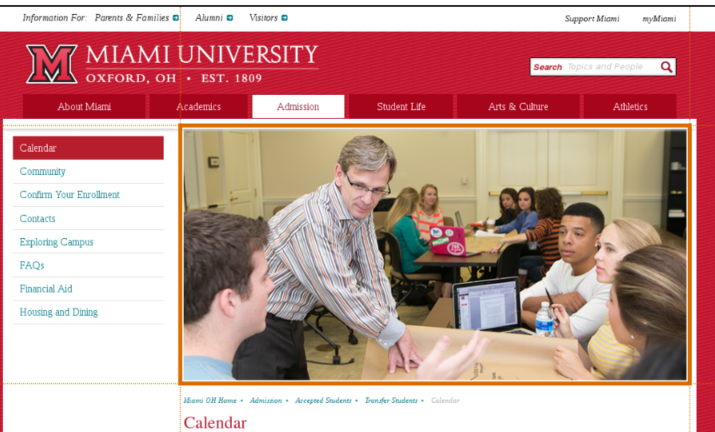 Information For: Parents & Families Alumni Visitors Support Miami myMiami
MIAMI UNIVERSITY
OXFORD, OH • EST. 1809
Search Topics and People
About Miami Academics Admission Student Life Arts & Culture Athletics
Calendar
Community
Confirm Your Enrollment
Contacts
Exploring Campus
FAQs
Financial Aid
Housing and Dining
Miami OH Home • Admission • Accepted Students • Transfer Students • Calendar
Calendar